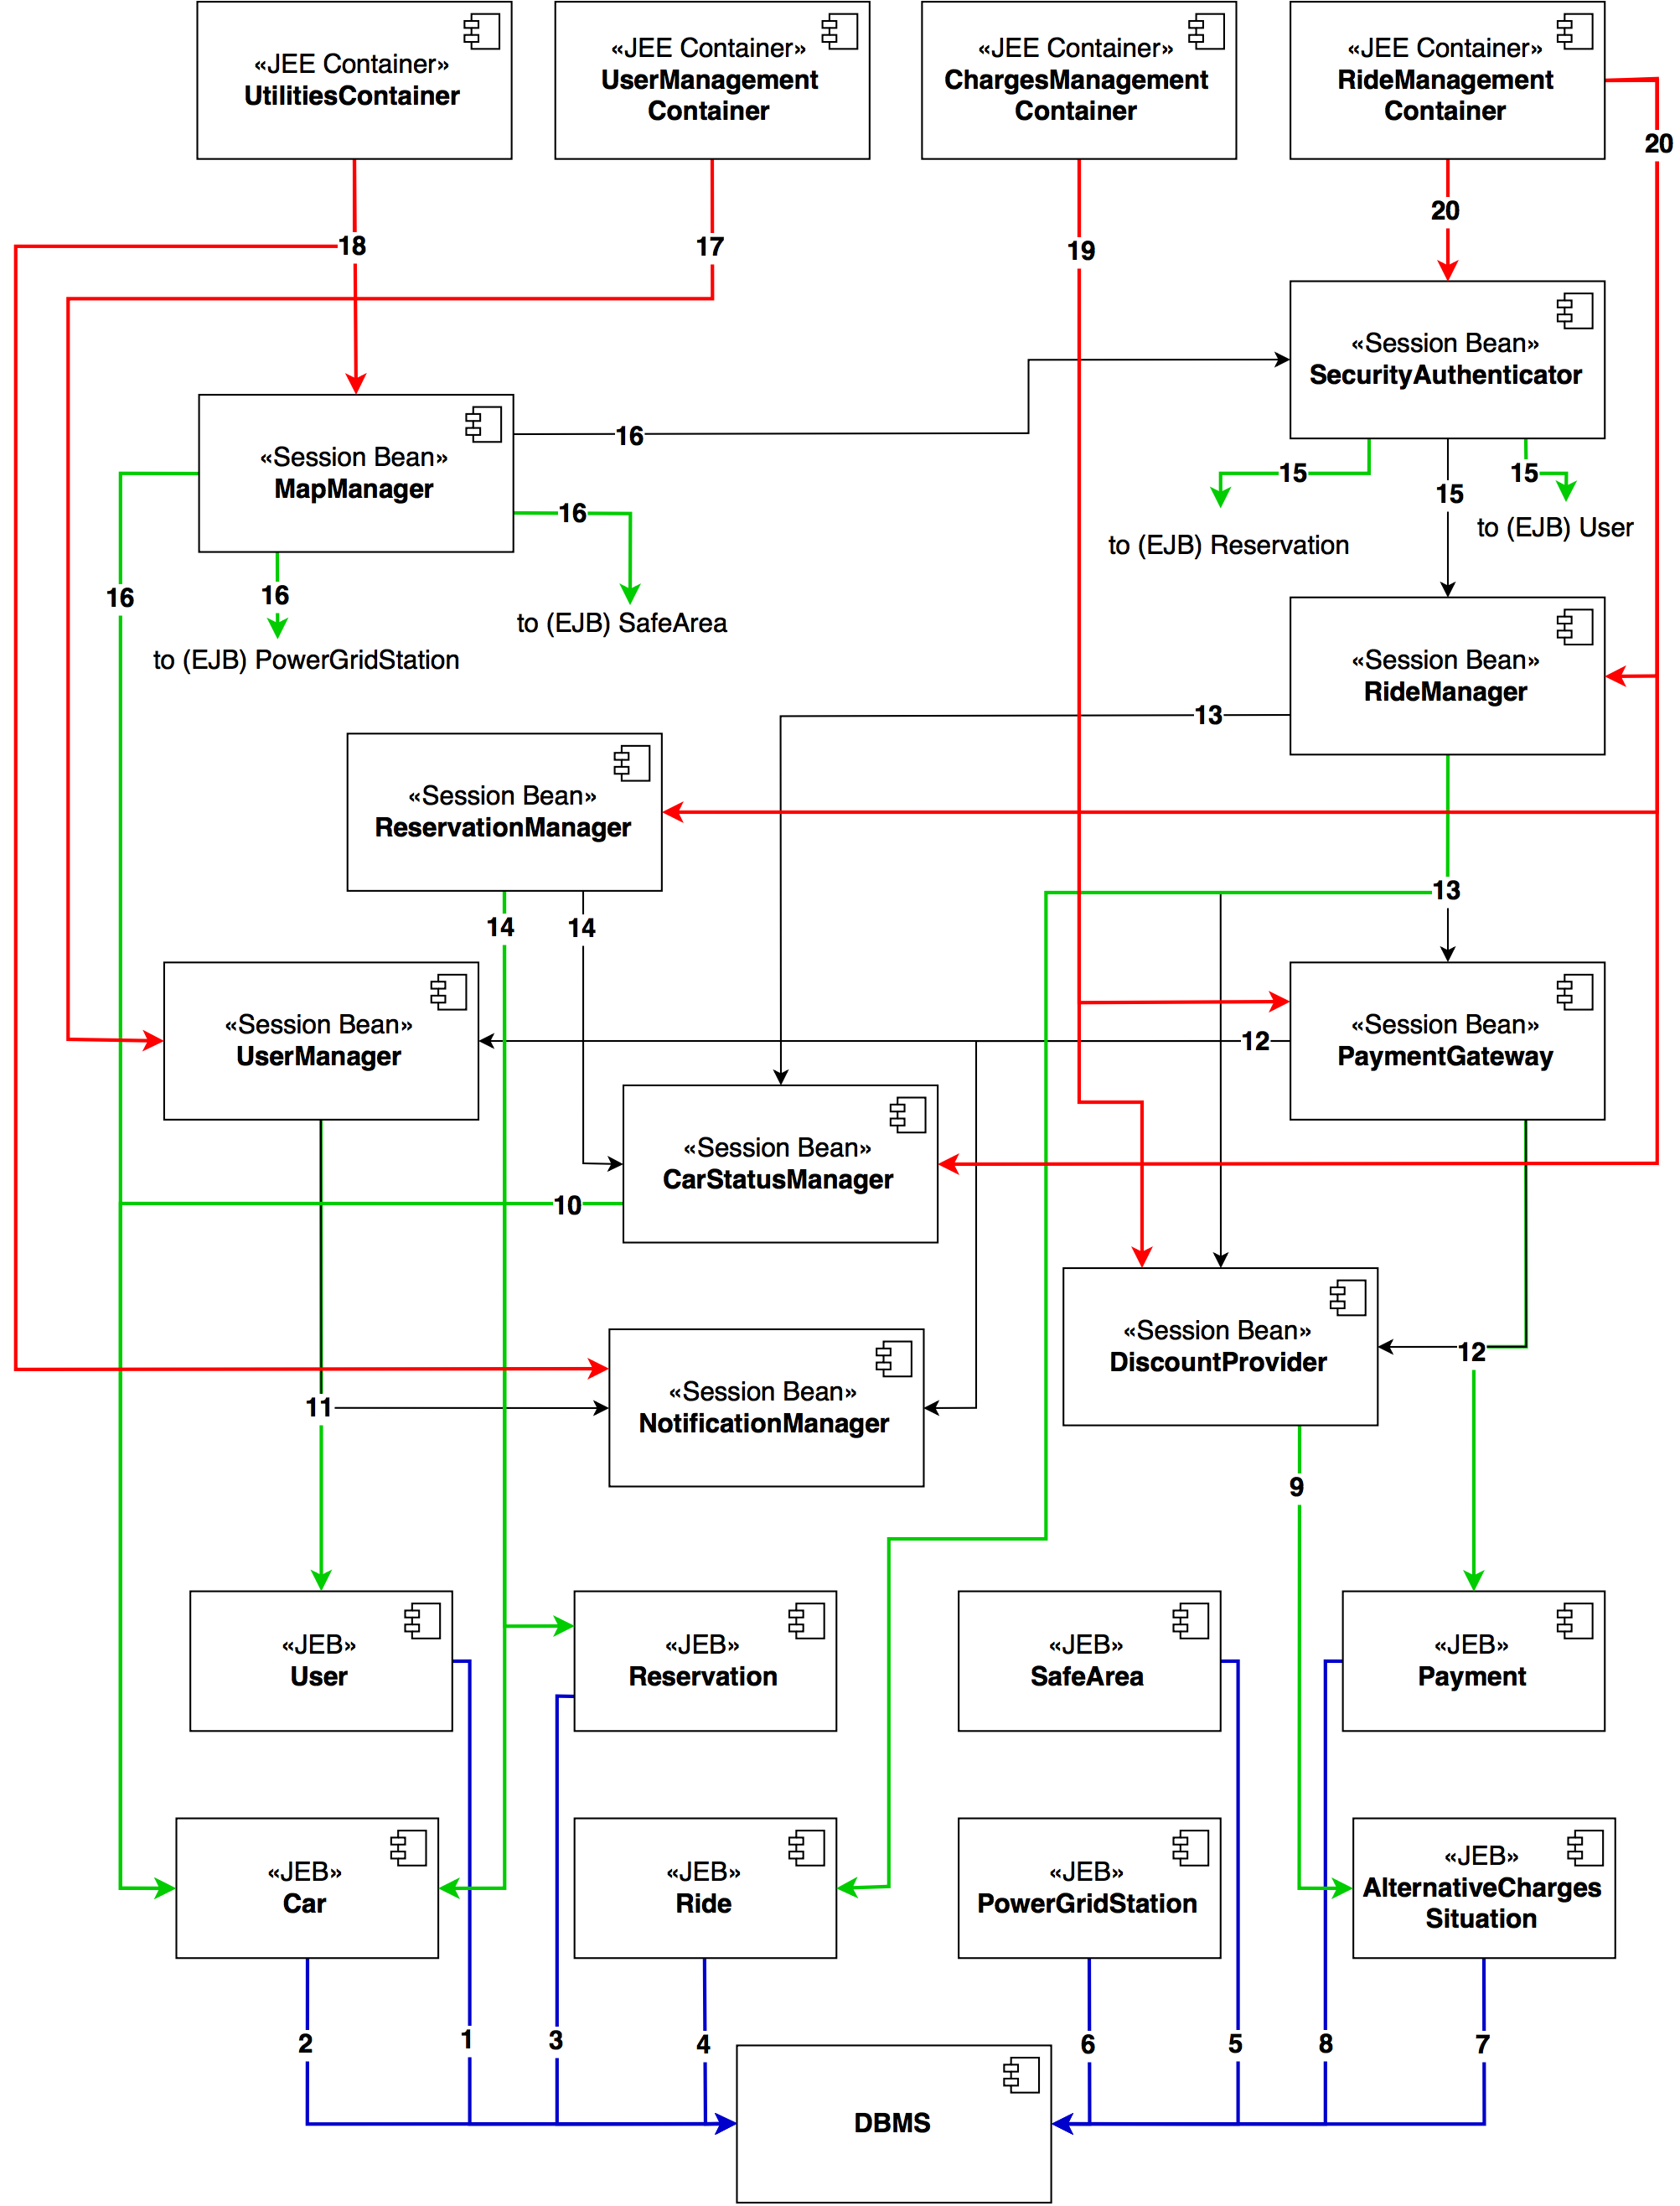 «JEE Container»
UtilitiesContainer
«JEE Container»
UserManagement
Container
«JEE Container»
ChargesManagement
Container
«JEE Container»
RideManagement
Container
20
18
17
19
20
«Session Bean»
SecurityAuthenticator
«Session Bean»
MapManager
16
16
15
15
15
to (EJB) Reservation
to (EJB) User
16
16
to (EJB) SafeArea
to (EJB) PowerGridStation
«Session Bean»
RideManager
13
«Session Bean»
ReservationManager
13
14
14
«Session Bean»
UserManager
12
«Session Bean»
PaymentGateway
«Session Bean»
CarStatusManager
10
«Session Bean»
DiscountProvider
12
«Session Bean»
NotificationManager
11
9
«JEB»
User
«JEB»
Reservation
«JEB»
SafeArea
«JEB»
Payment
«JEB»
Car
«JEB»
Ride
«JEB»
PowerGridStation
«JEB»
AlternativeCharges
Situation
2
1
3
4
6
5
8
7
DBMS